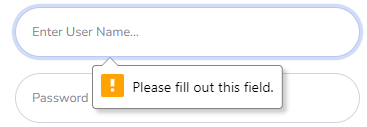 Enter User Name...
Please fill out this field.
Password